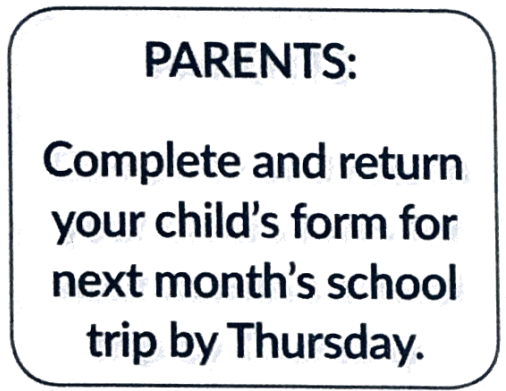 PARENTS:
Complete and return
your child's form for
next month's school
trip by Thursday.